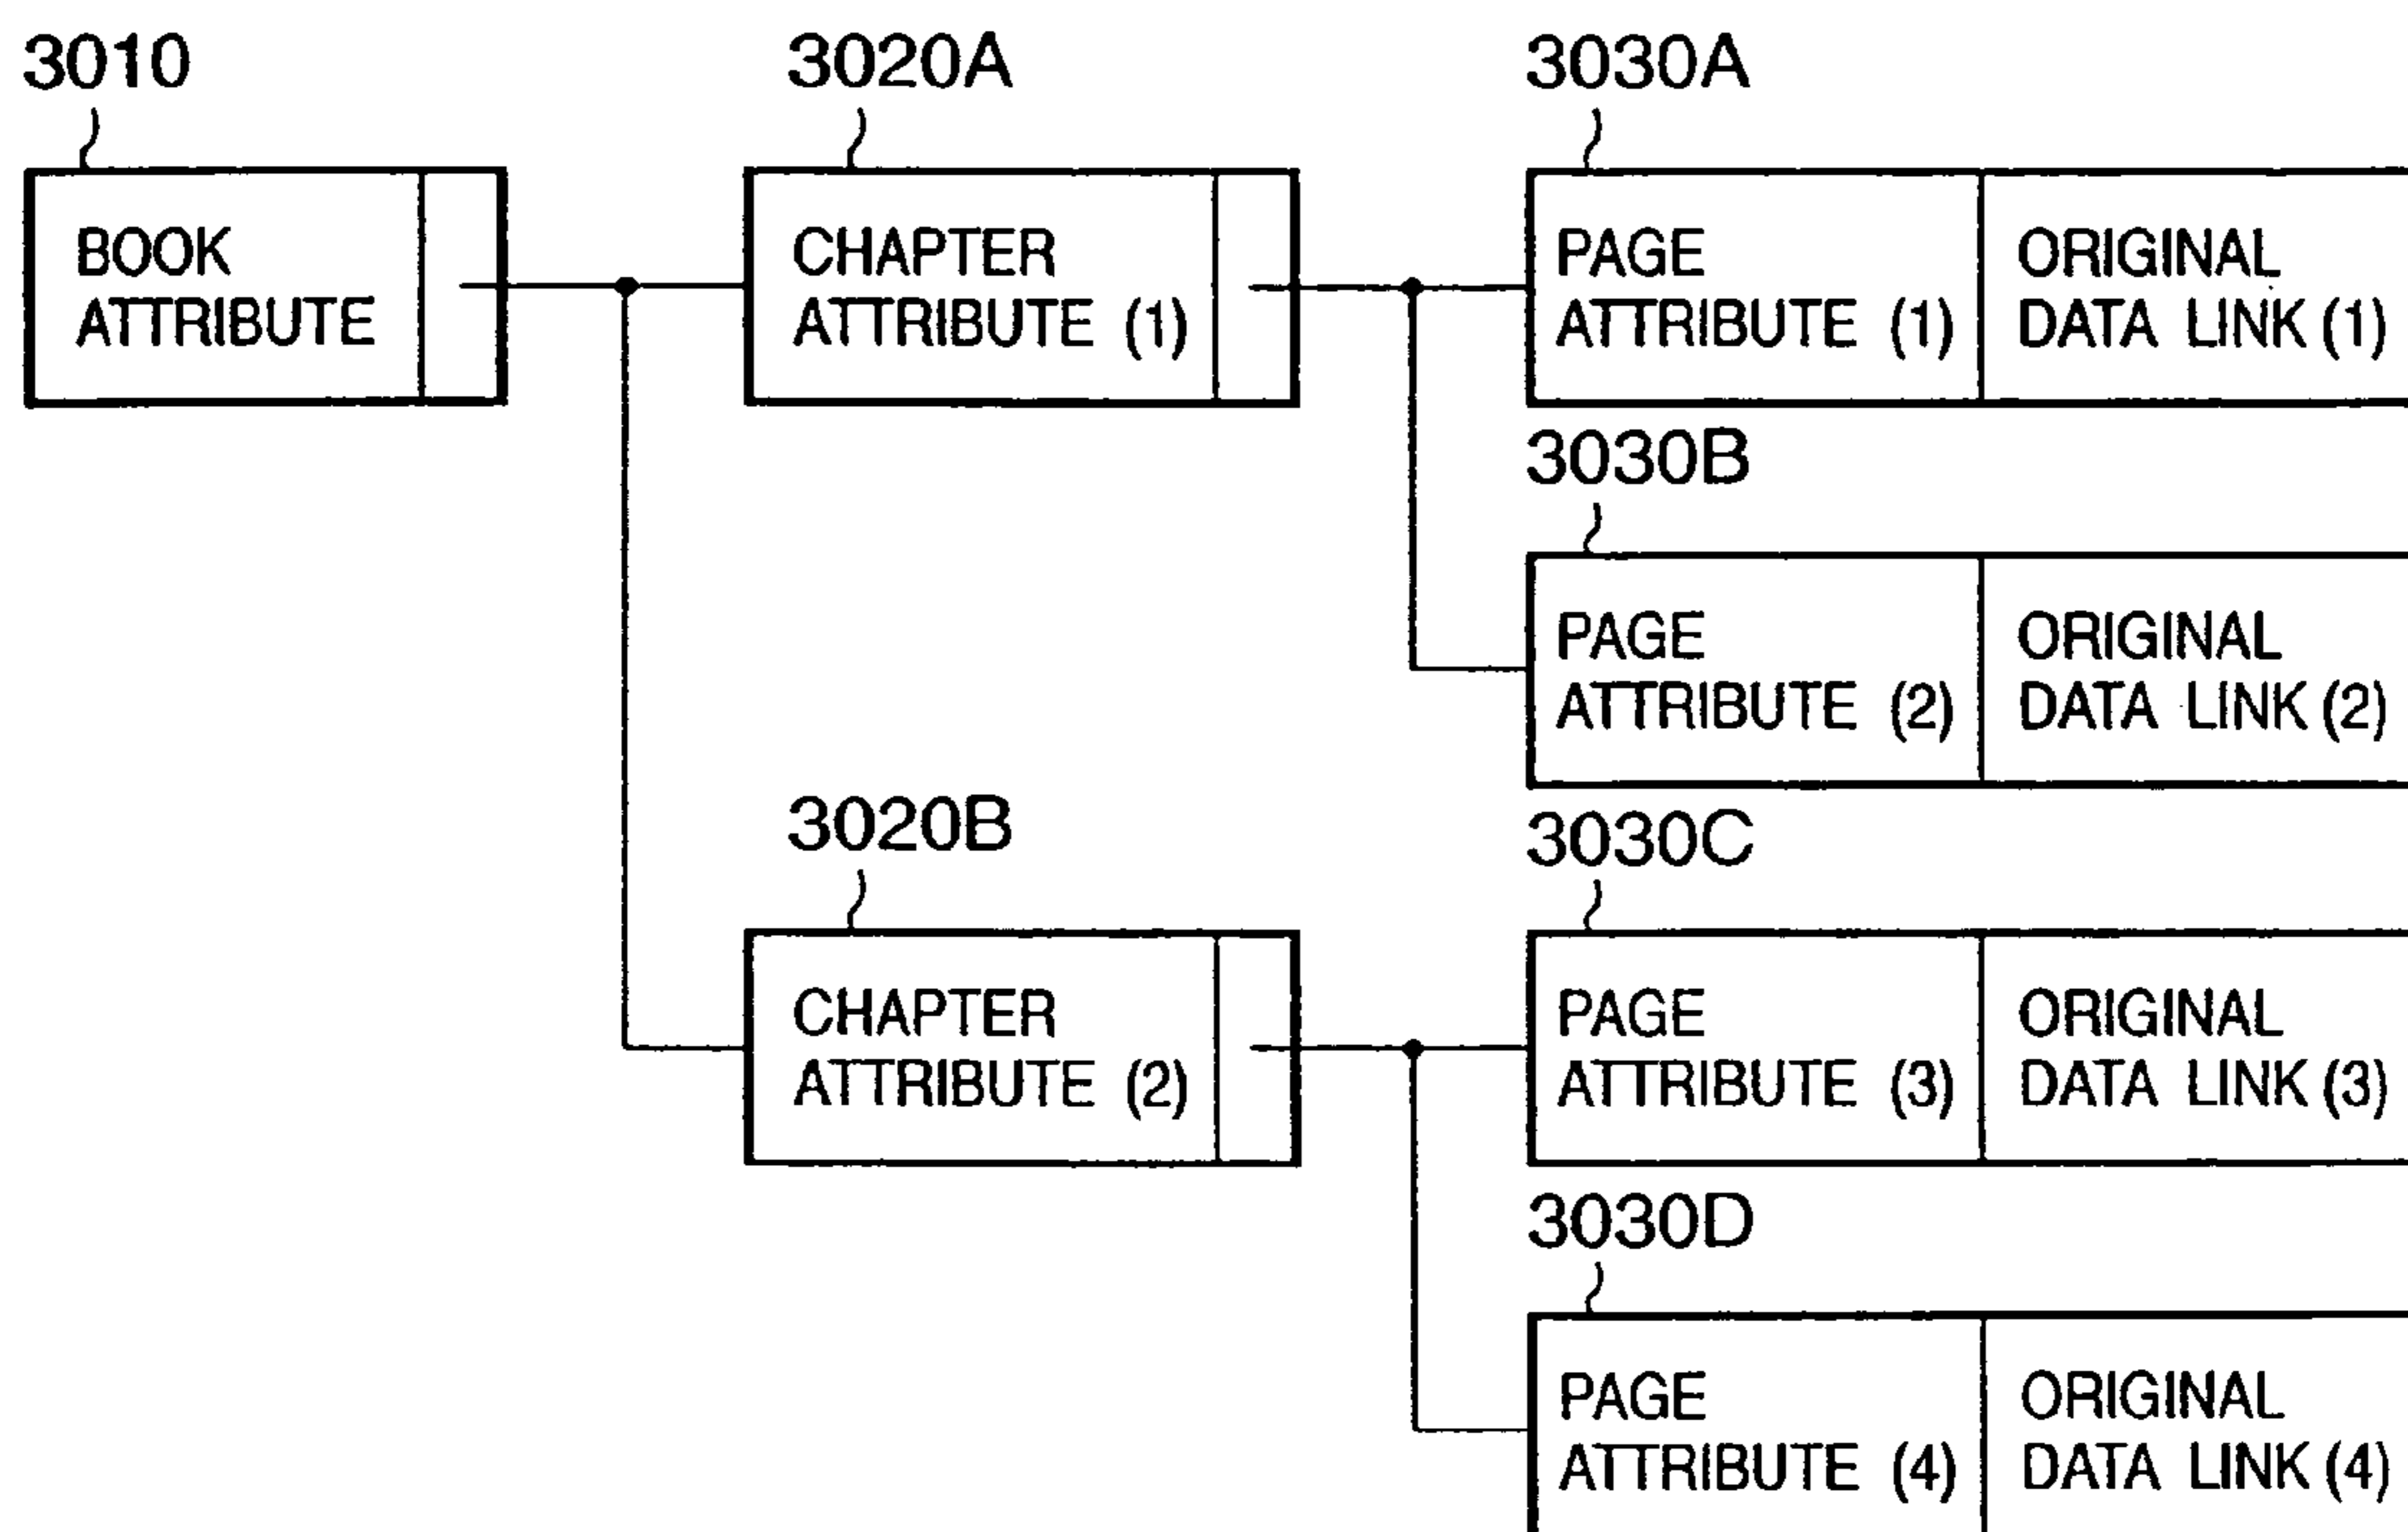 3010
3020A
3030A
BOOK
ATTRIBUTE
CHAPTER
ATTRIBUTE (1)
PAGE
ATTRIBUTE (1)
ORIGINAL
DATA LINK (1)
3030B
PAGE
ATTRIBUTE (2)
ORIGINAL
DATA LINK (2)
3020B
3030C
CHAPTER
ATTRIBUTE (2)
PAGE
ATTRIBUTE (3)
ORIGINAL
DATA LINK (3)
3030D
PAGE
ATTRIBUTE (4)
ORIGINAL
DATA LINK (4)